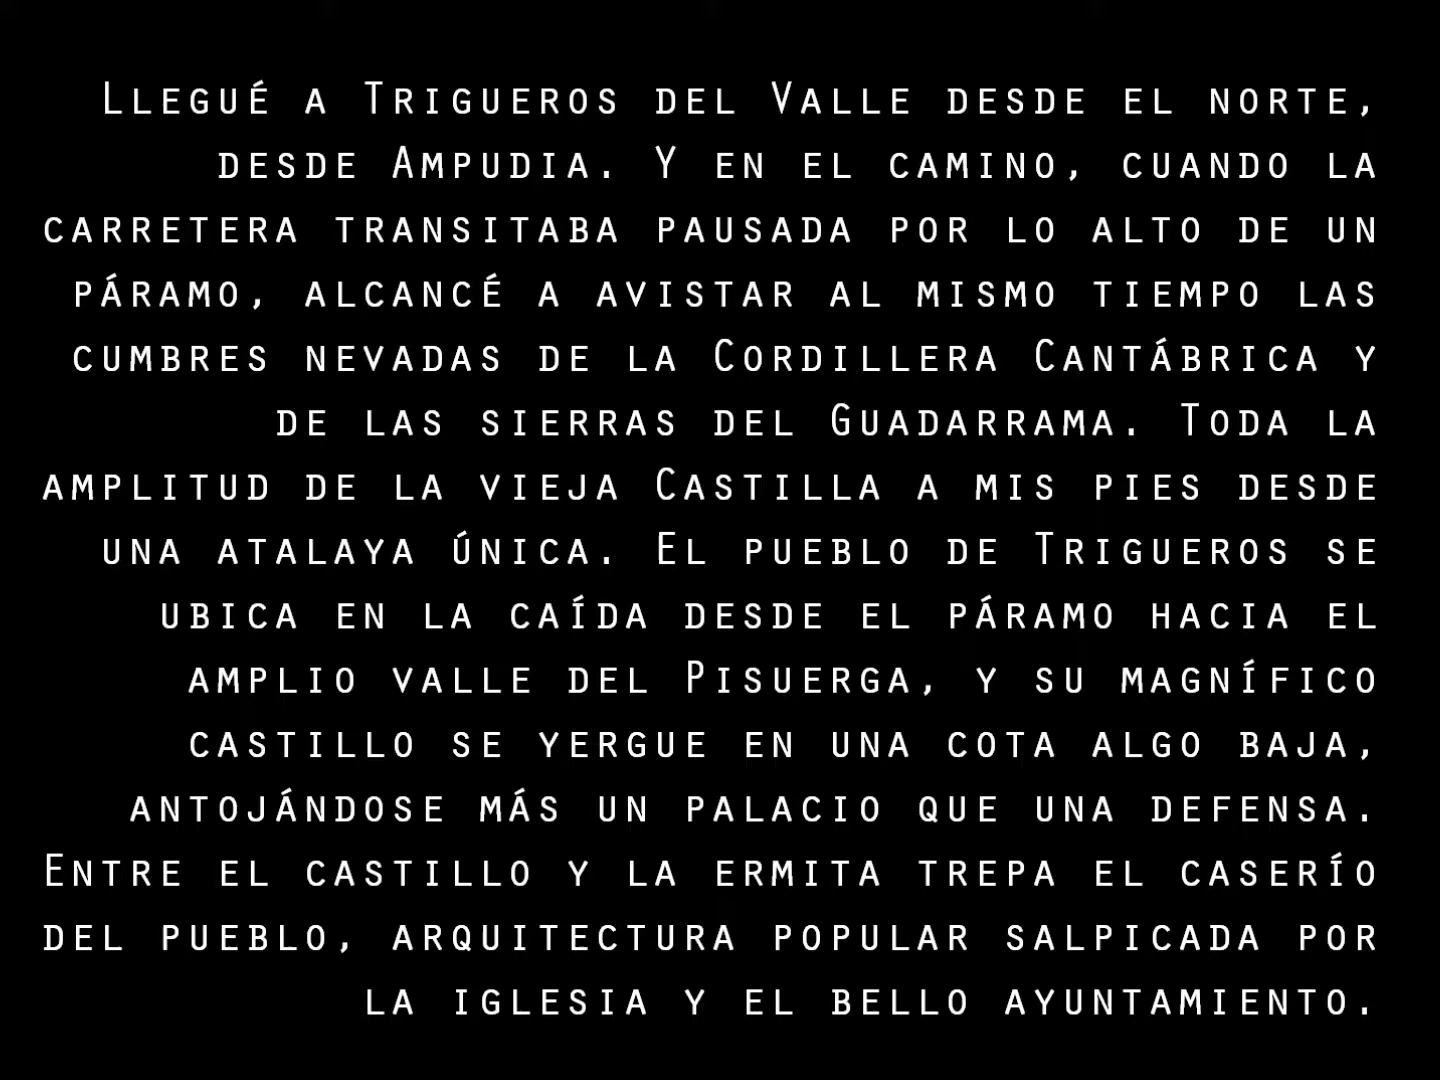 Llegué a Trigueros del Valle desde el norte,
desde Ampudia. Y en el camino, cuando la
carretera transitaba pausada por lo alto de un
páramo, alcancé a avistar al mismo tiempo las
cumbres nevadas de la Cordillera Cantábrica y
de las sierras del Guadarrama. Toda la
amplitud de la vieja Castilla a mis pies desde
una atalaya única. El pueblo de Trigueros se
ubica en la caída desde el páramo hacia el
amplio valle del Pisuerga, y su magnífico
castillo se yergue en una cota algo baja,
antojándose más un palacio que una defensa.
Entre el castillo y la ermita trepa el caserío
del pueblo, arquitectura popular salpicada por
la iglesia y el bello ayuntamiento.